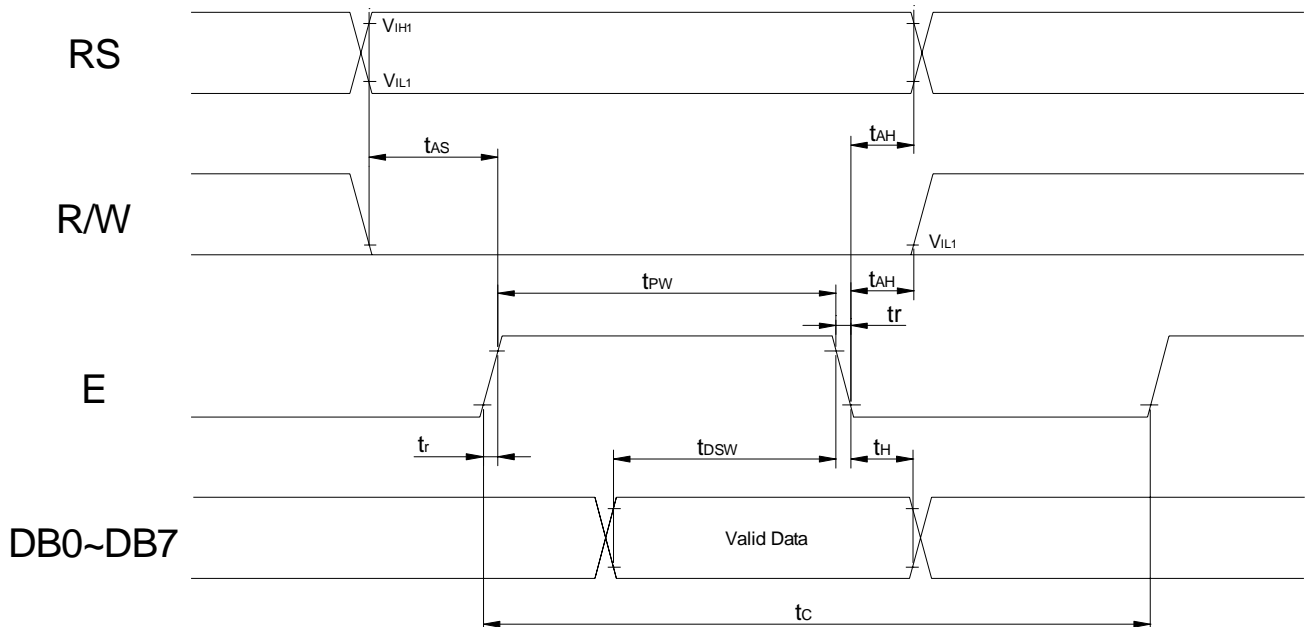 RS
VIH1
VIL1
tAS
tAH
R/W
VIL1
tPW
tAH
tr
E
tr
tDSW
tH
DB0~DB7
Valid Data
tC